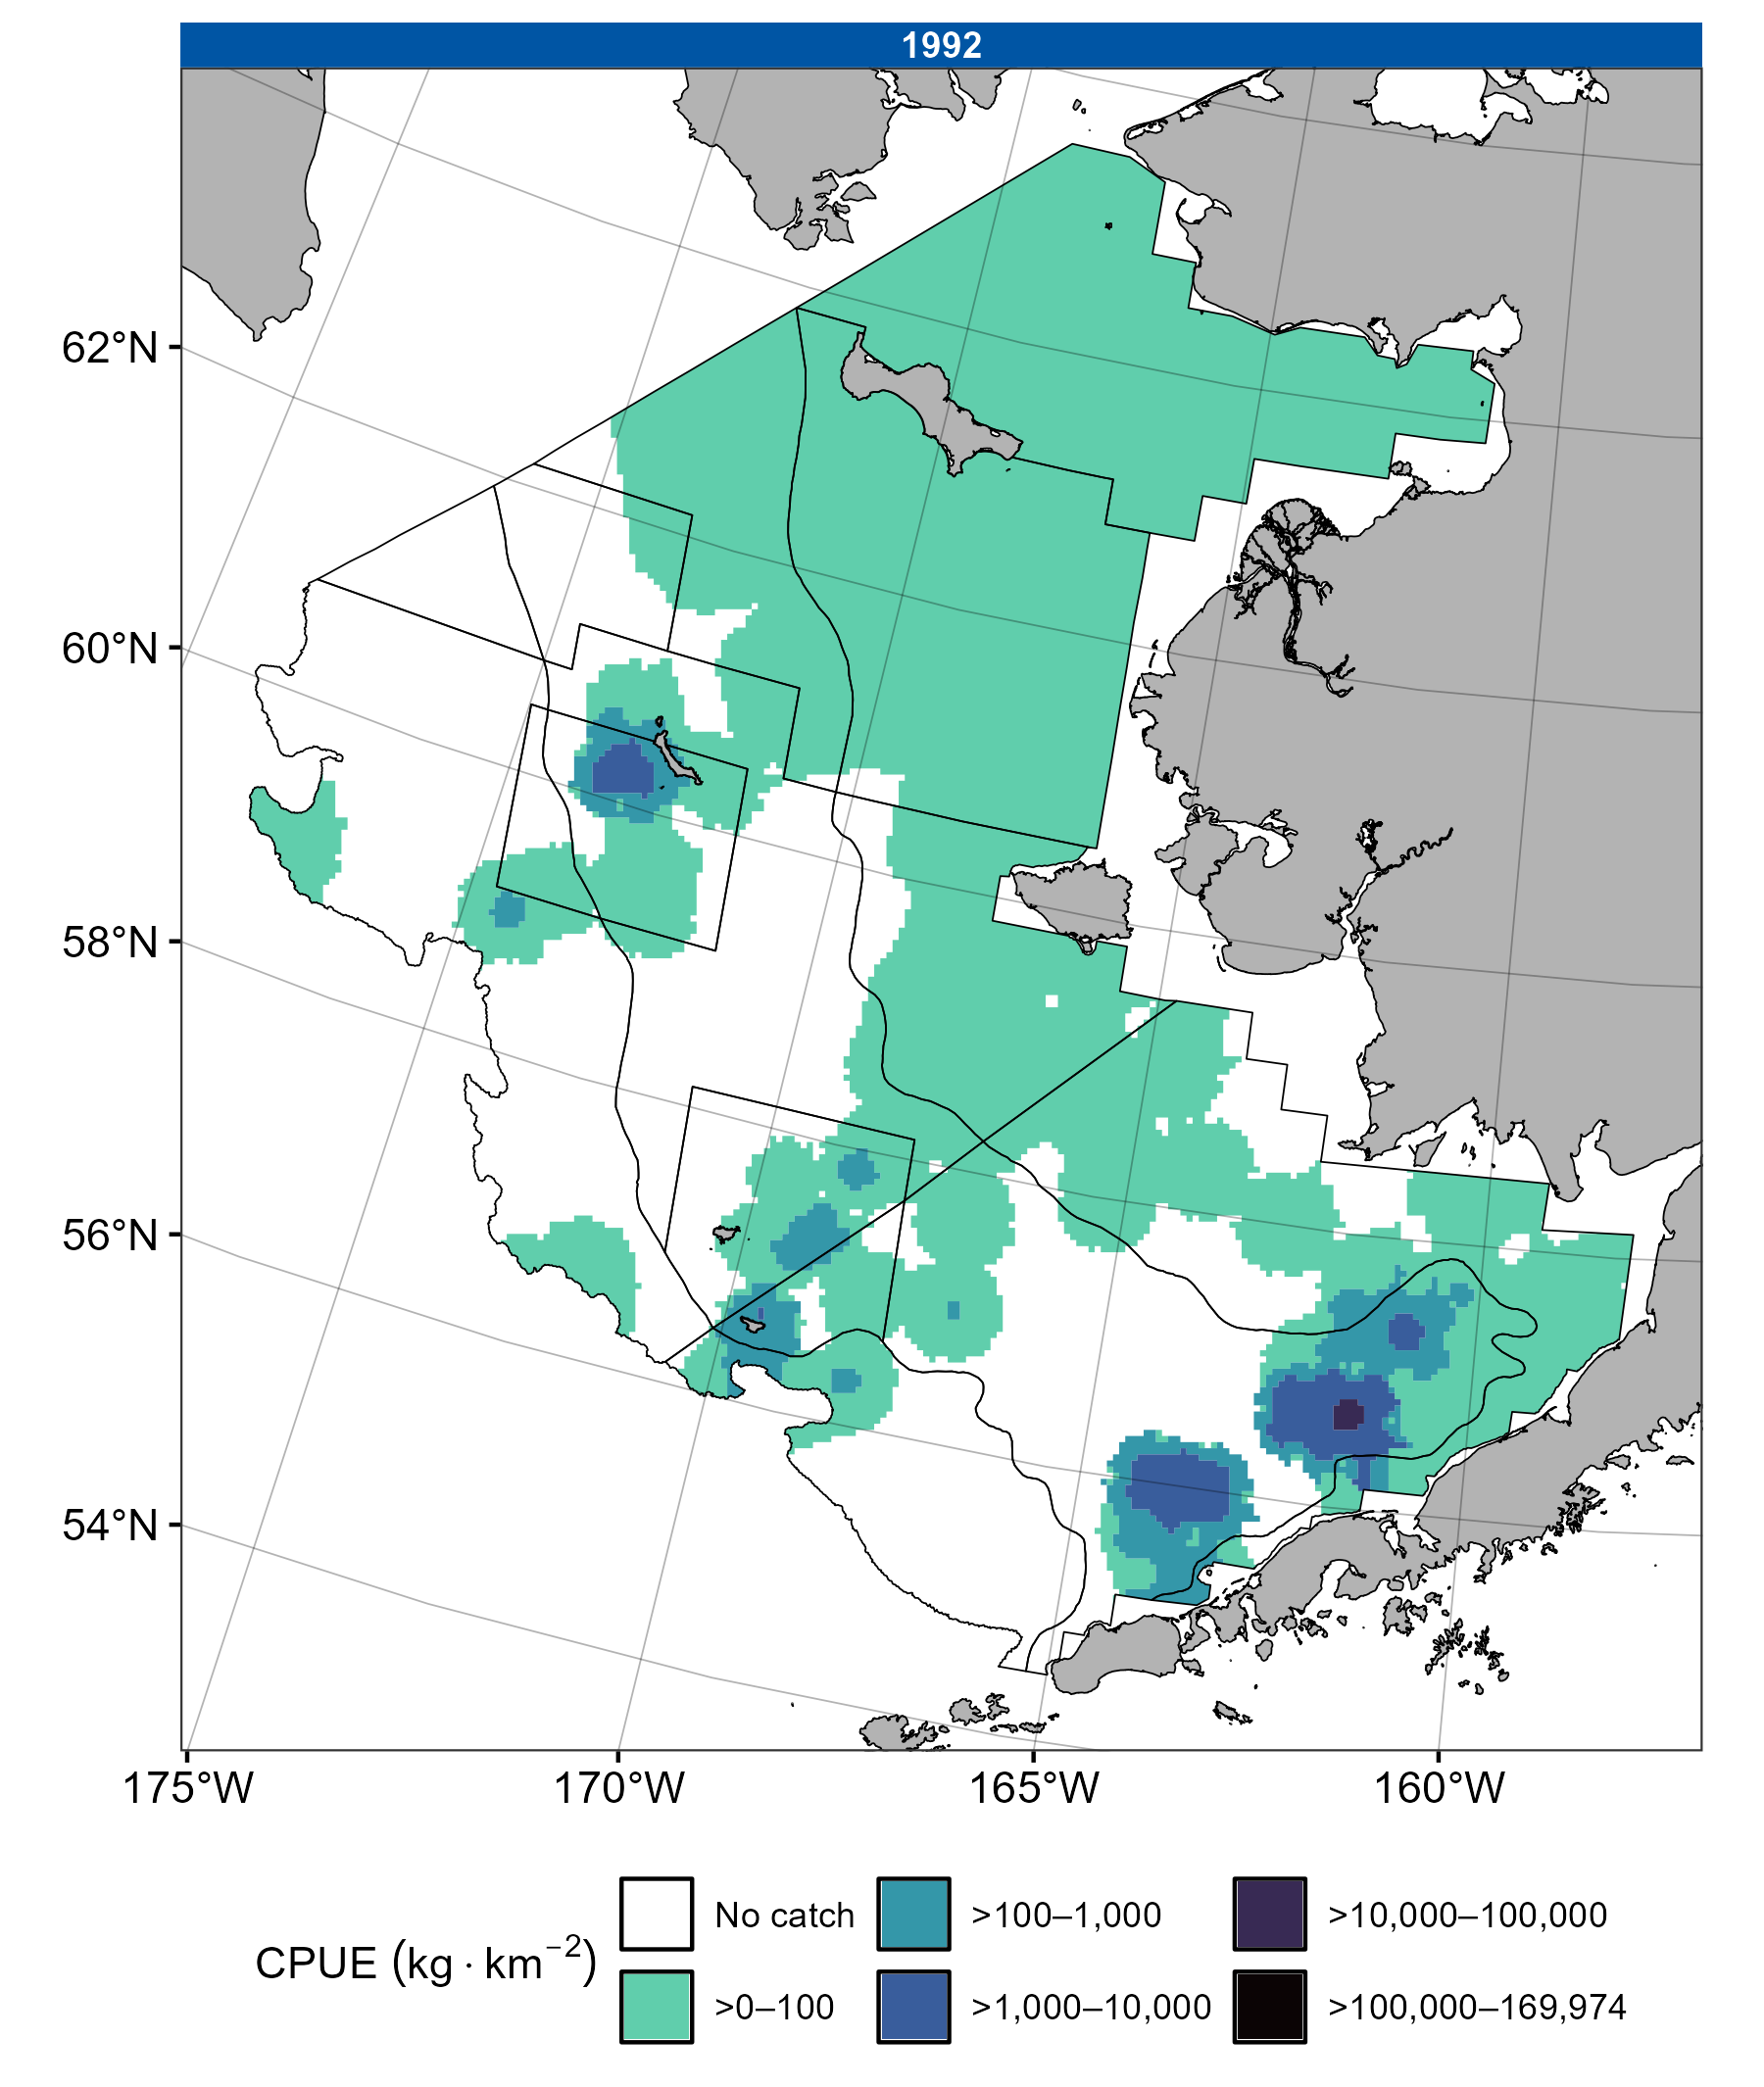 1992
62°N
60°N
58°N
56°N
54°N
175°W 170°W 165°W 160°W
CPUE (kg · km⁻²)
No catch >100–1,000 >10,000–100,000
>0–100 >1,000–10,000 >100,000–169,974